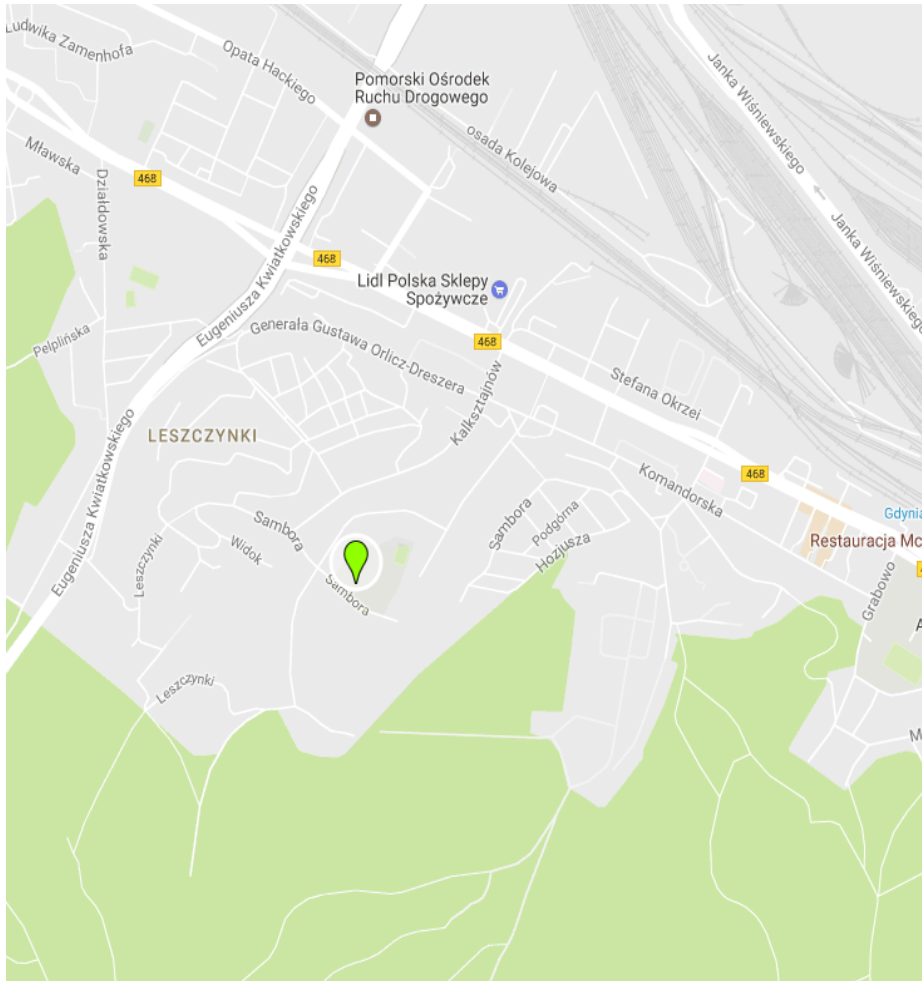 Ludwika Zamenhofa
Opata Hackiego
Pomorski Ośrodek
Ruchu Drogowego
osada Kolejowa
Janka Wiśniewskiego
Janka Wiśniewskiego
Mławska
468
Działdowska
Eugeniusza Kwiatkowskiego
468
Lidl Polska Sklepy
Spożywcze
Pelplińska
Generała Gustawa Orlicz-Dreszera
468
Stefana Okrzei
Kalksztajnów
LESZCZYNKI
Eugeniusza Kwiatkowskiego
Komandorska
468
Sambora
Widok
Leszczynki
Sambora
Podgórna
Hozjusza
Gdynia
Restauracja Mc
Grabowo
4
A
Sambora
Leszczynki
M